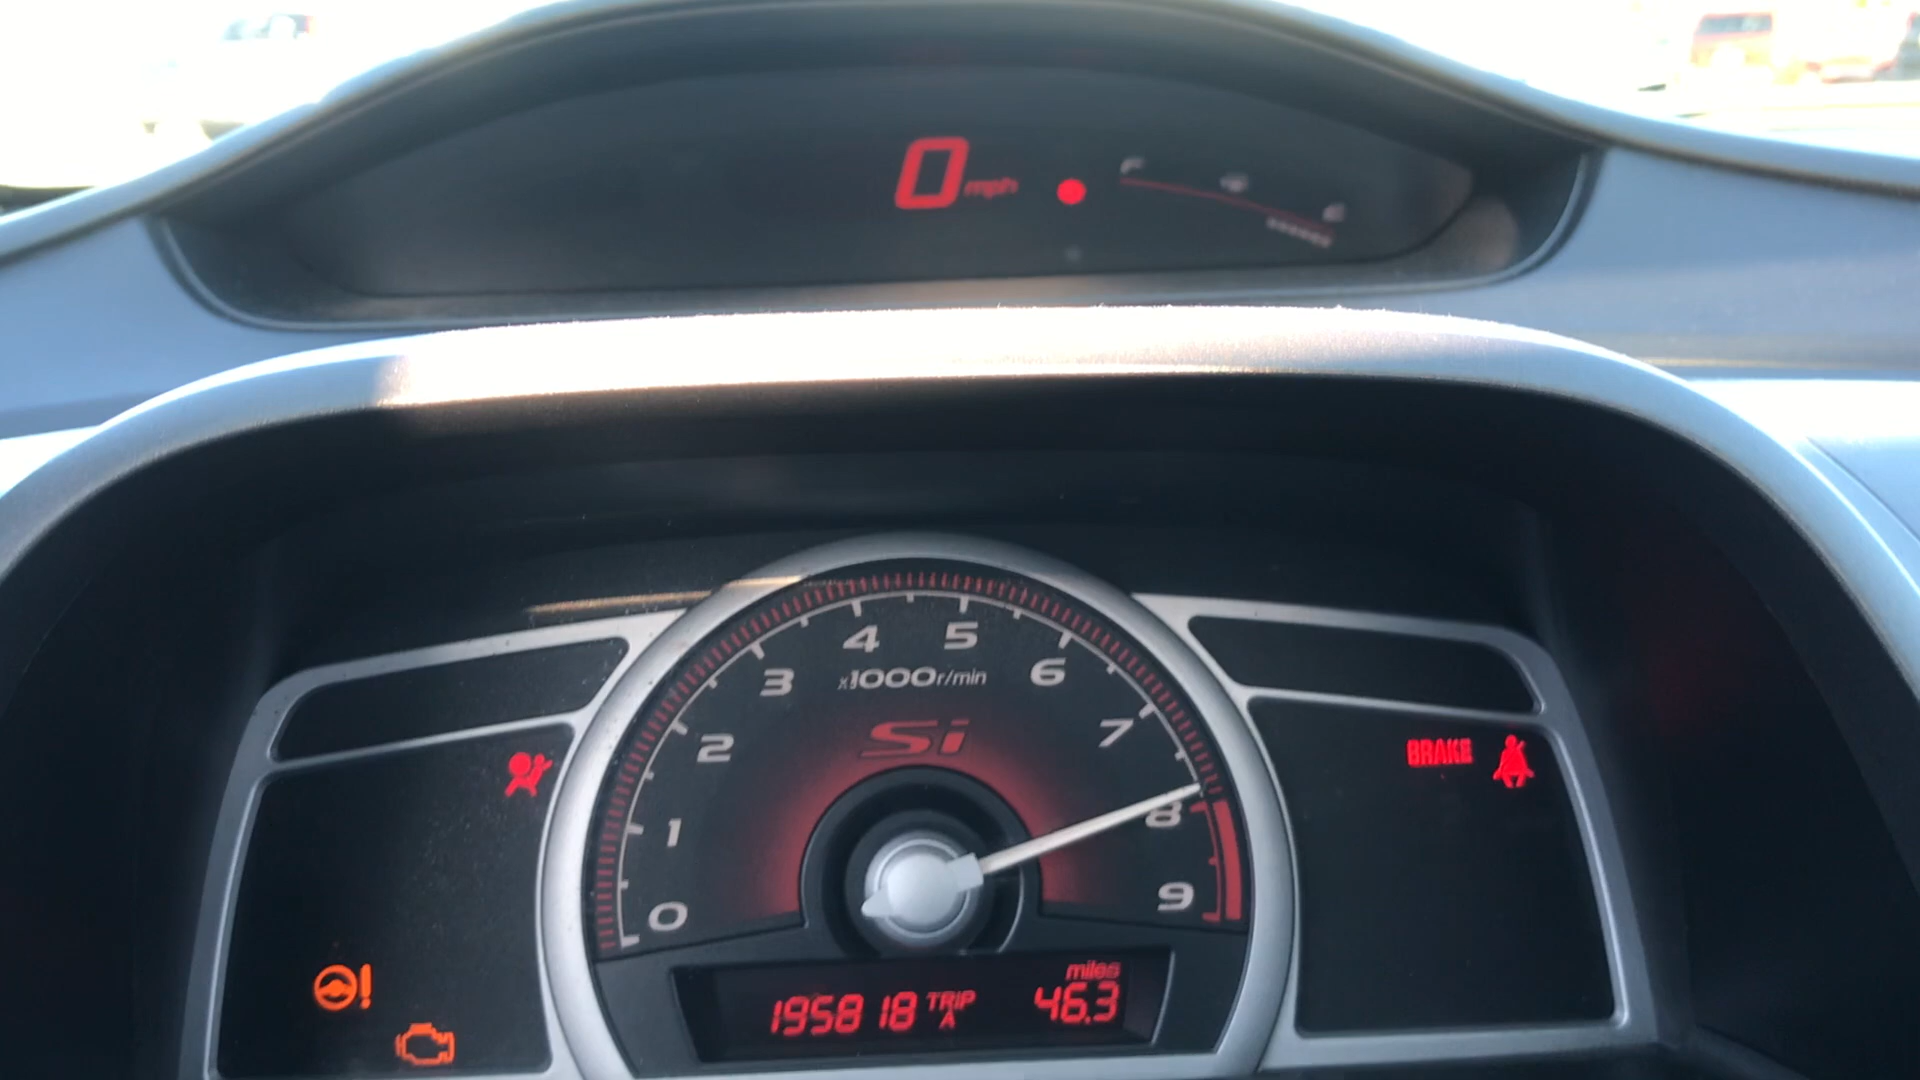 0 mph
4 5
3 x1000r/min 6
Si
2 7
BRAKE
1 8
0 9
miles
195818 TRIP A 46.3